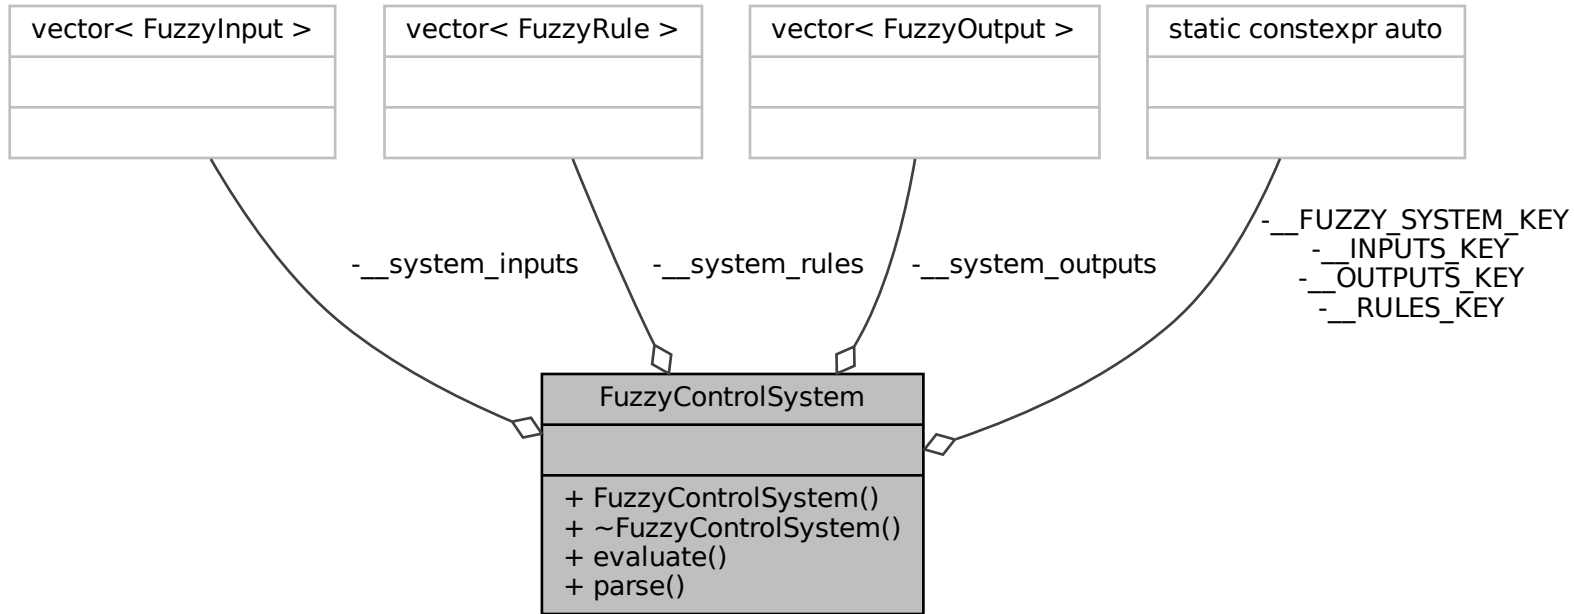 vector< FuzzyInput >
vector< FuzzyRule >
vector< FuzzyOutput >
static constexpr auto
-__system_inputs
-__system_rules
-__system_outputs
-__FUZZY_SYSTEM_KEY
-__INPUTS_KEY
-__OUTPUTS_KEY
-__RULES_KEY
FuzzyControlSystem
+ FuzzyControlSystem()
+ ~FuzzyControlSystem()
+ evaluate()
+ parse()